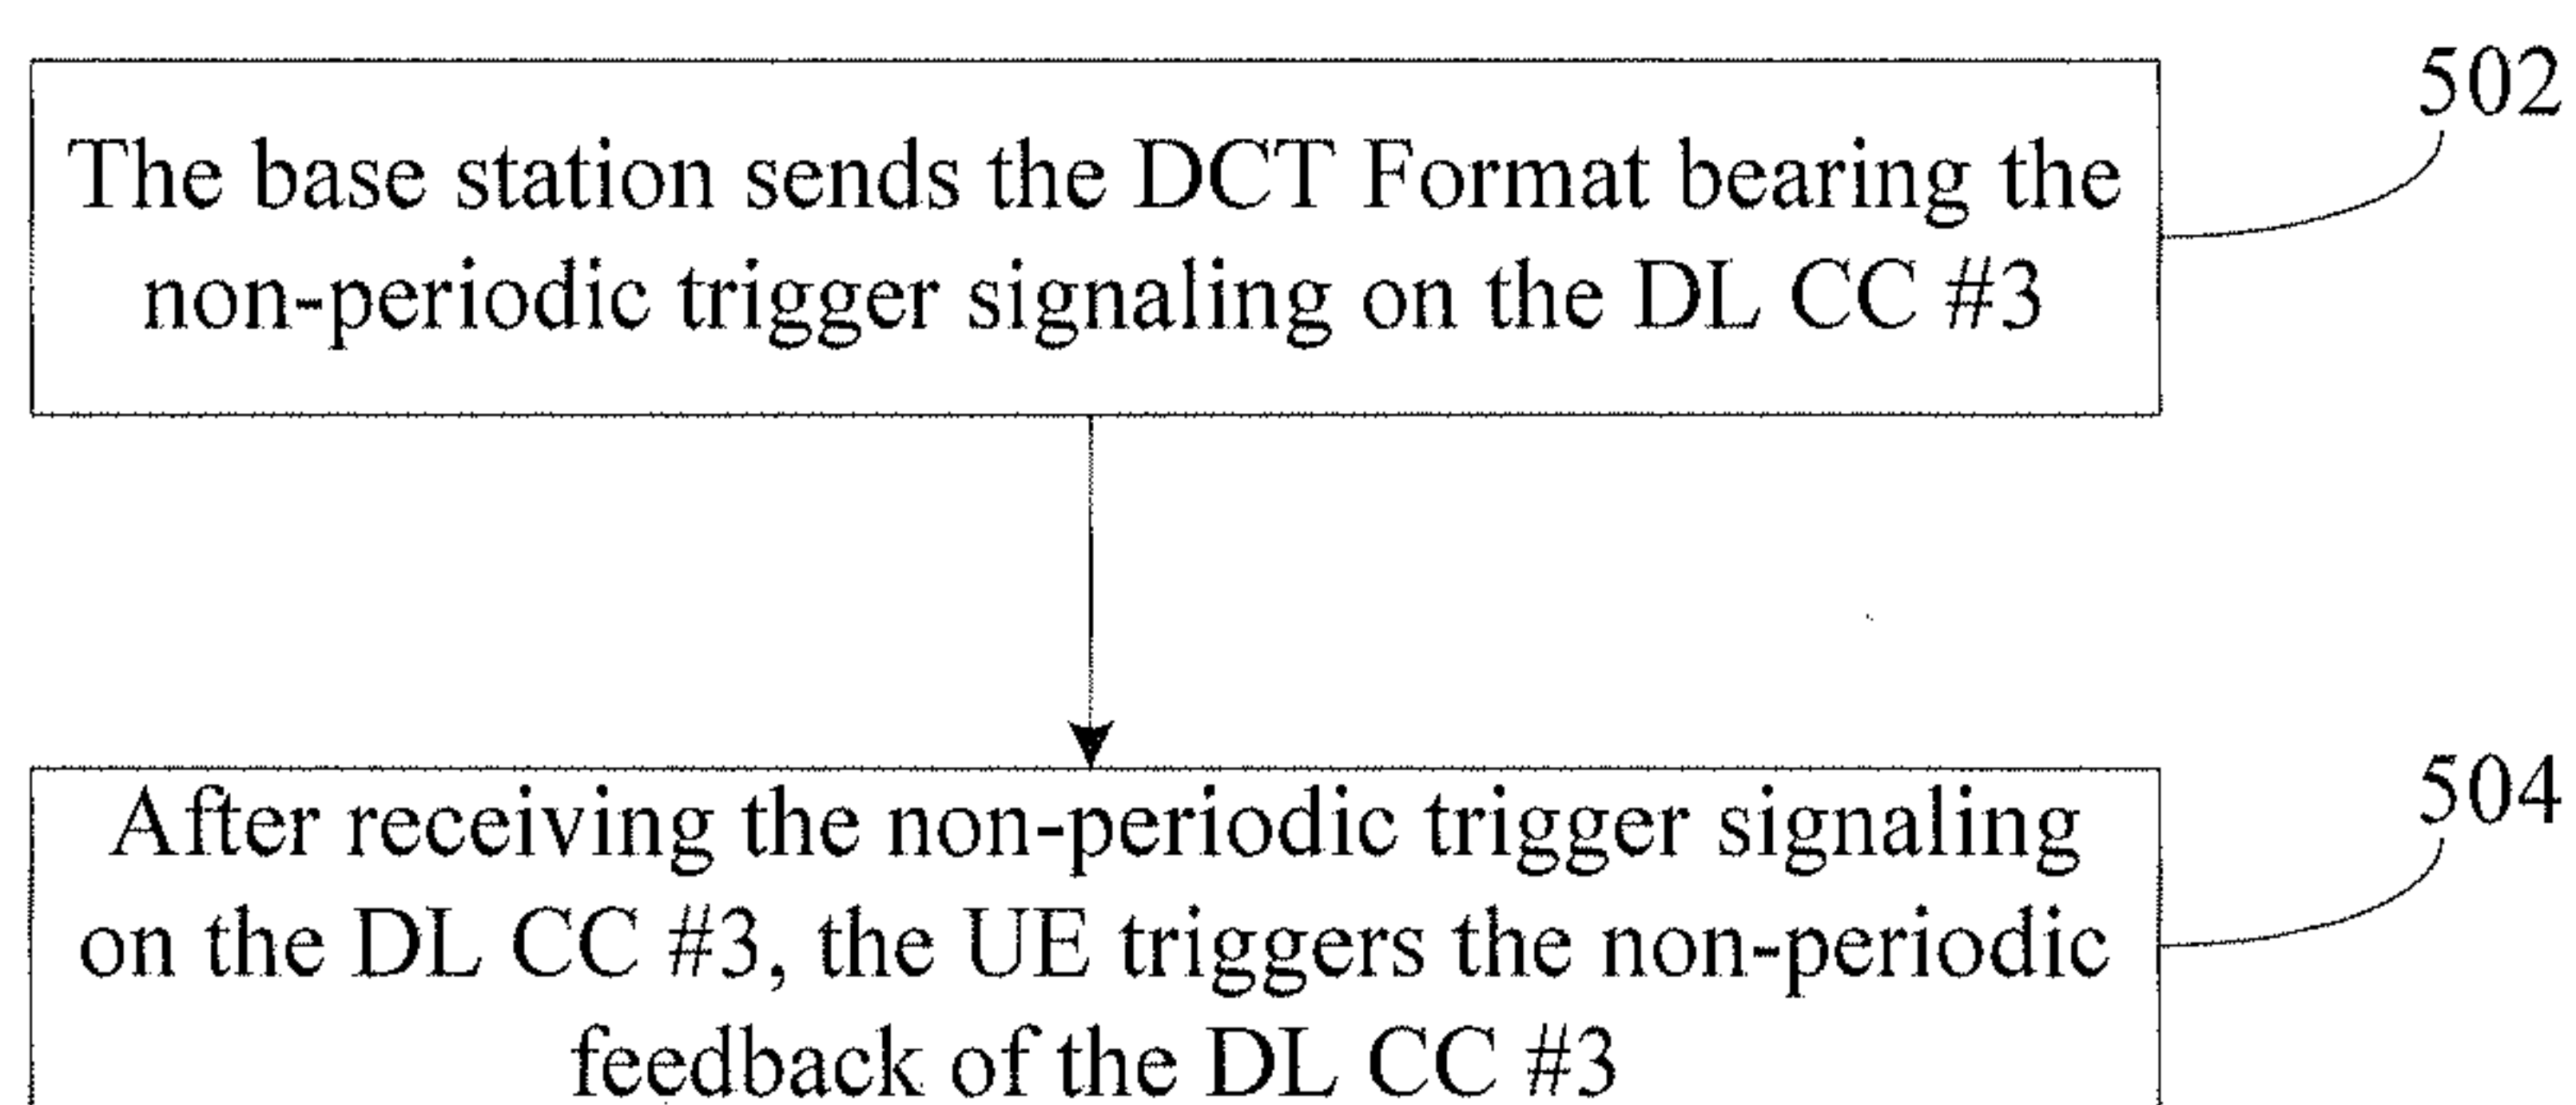 The base station sends the DCT Format bearing the
non-periodic trigger signaling on the DL CC #3
502
After receiving the non-periodic trigger signaling
on the DL CC #3, the UE triggers the non-periodic
feedback of the DL CC #3
504